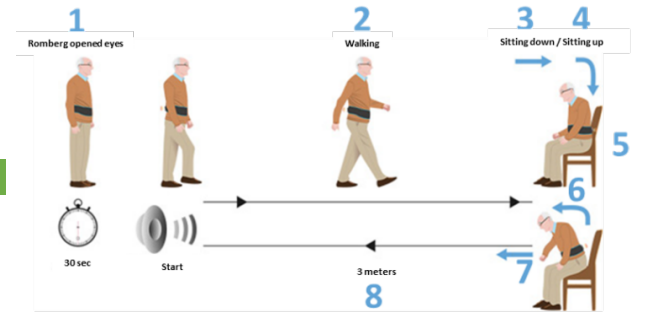 1
2
3
4
Romberg opened eyes
Walking
Sitting down / Sitting up
5
6
30 sec
Start
3 meters
7
8